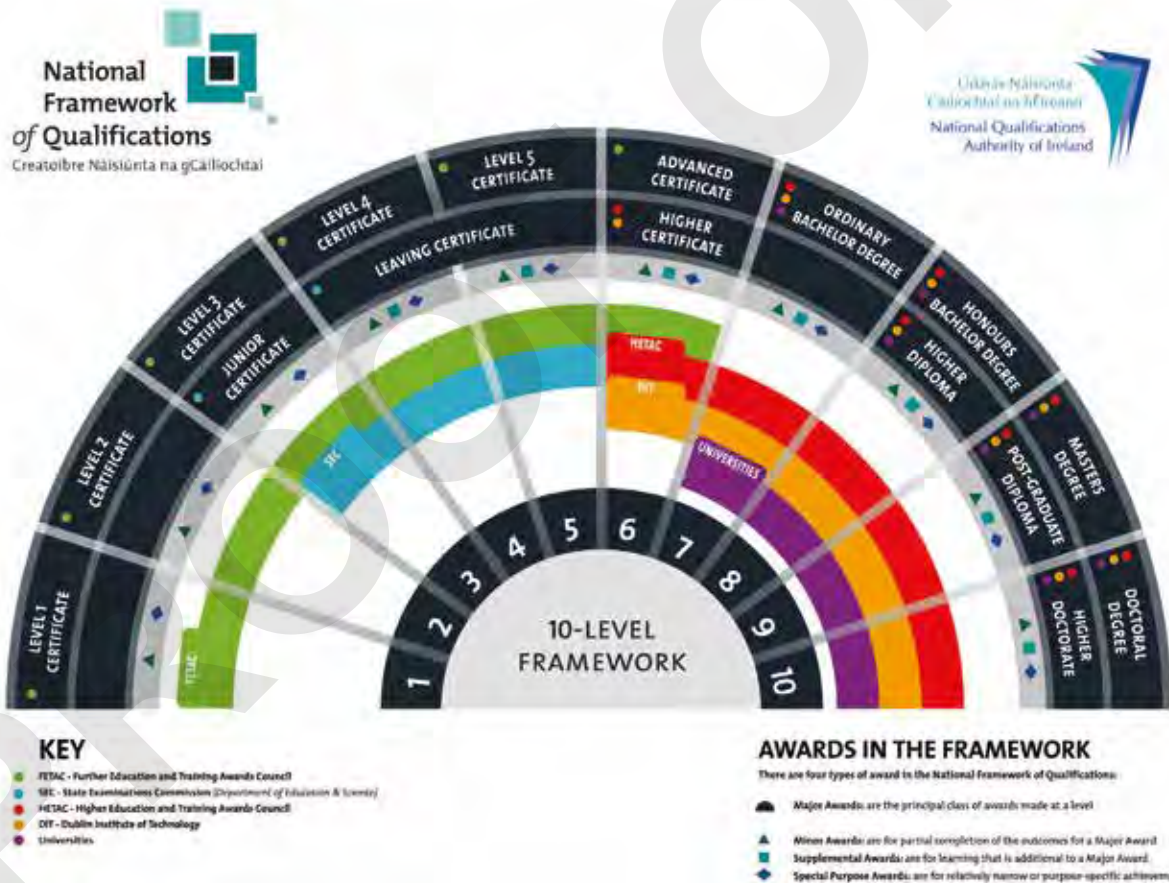 National
Framework
of Qualifications
Creatoibre Náisiúnta na gCáilíochtaí
Údarás Náisiúnta
Cáilíochtaí na hÉireann
National Qualifications
Authority of Ireland
LEVEL 1
CERTIFICATE
LEVEL 2
CERTIFICATE
LEVEL 3
CERTIFICATE
JUNIOR
CERTIFICATE
LEVEL 4
CERTIFICATE
LEVEL 5
CERTIFICATE
LEAVING CERTIFICATE
ADVANCED
CERTIFICATE
HIGHER
CERTIFICATE
ORDINARY
BACHELOR DEGREE
HONOURS
BACHELOR DEGREE
HIGHER
DIPLOMA
MASTERS
DEGREE
POST-GRADUATE
DIPLOMA
DOCTORAL
DEGREE
HIGHER
DOCTORATE
FETAC
SEC
HETAC
DIT
UNIVERSITIES
1
2
3
4
5
6
7
8
9
10
10-LEVEL
FRAMEWORK
KEY
FETAC - Further Education and Training Awards Council
SEC - State Examinations Commission (Department of Education & Science)
HETAC - Higher Education and Training Awards Council
DIT - Dublin Institute of Technology
Universities
AWARDS IN THE FRAMEWORK
There are four types of award in the National Framework of Qualifications:
Major Awards: are the principal class of awards made at a level
Minor Awards: are for partial completion of the outcomes for a Major Award
Supplemental Awards: are for learning that is additional to a Major Award
Special Purpose Awards: are for relatively narrow or purpose-specific achievem